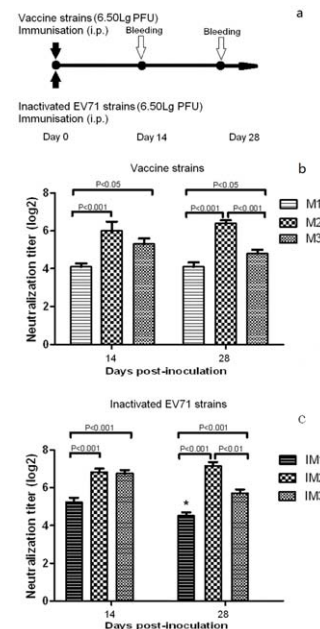 a
Vaccine strains (6.50Lg PFU)
Immunisation (i.p.)
Bleeding
Bleeding
Inactivated EV71 strains (6.50Lg PFU)
Immunisation (i.p.)
Day 0
Day 14
Day 28
b
Vaccine strains
P<0.05
P<0.001
P<0.05
P<0.001
P<0.001
M1
M2
M3
Neutralization titer (log2)
8
6
4
2
0
14
28
Days post-inoculation
c
Inactivated EV71 strains
P<0.001
P<0.001
P<0.001
P<0.001
P<0.01
*
Neutralization titer (log2)
8
6
4
2
0
14
28
Days post-inoculation